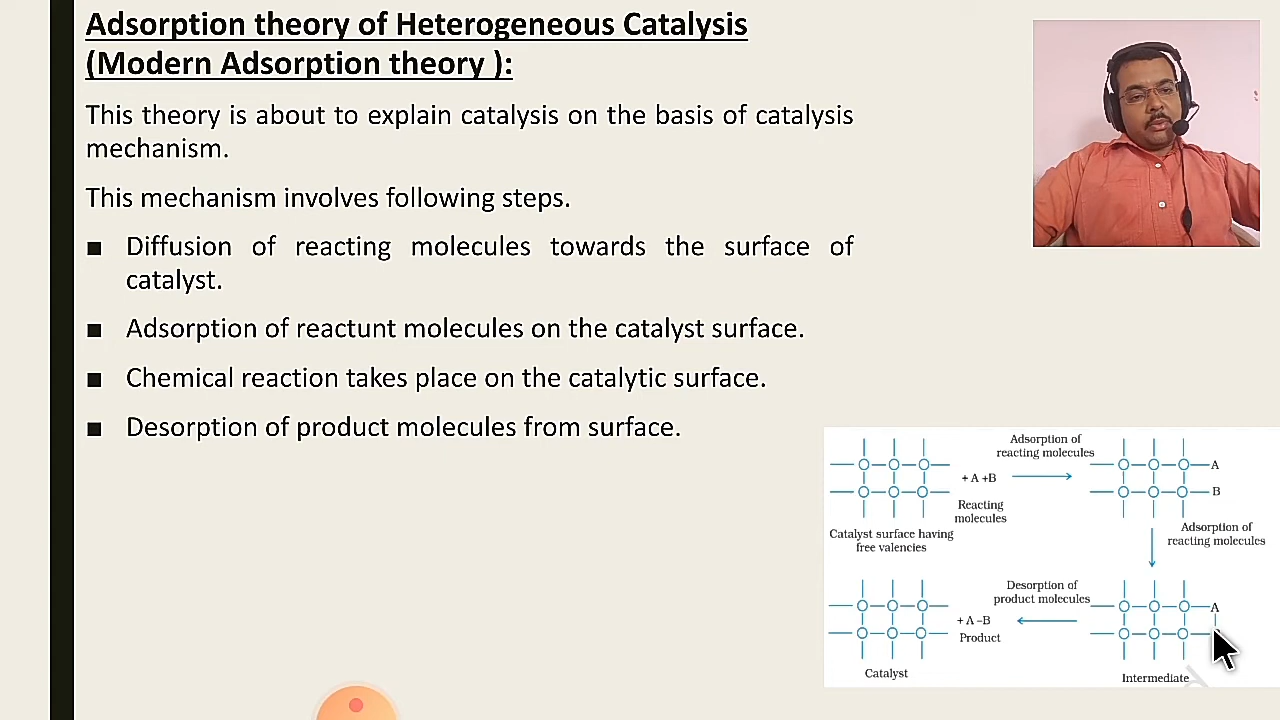 Adsorption theory of Heterogeneous Catalysis
(Modern Adsorption theory ):
This theory is about to explain catalysis on the basis of catalysis
mechanism.
This mechanism involves following steps.
■ Diffusion of reacting molecules towards the surface of
catalyst.
■ Adsorption of reactunt molecules on the catalyst surface.
■ Chemical reaction takes place on the catalytic surface.
■ Desorption of product molecules from surface.
Adsorption of
reacting molecules
+ A +B
Reacting
molecules
Catalyst surface having
free valencies
A
B
Adsorption of
reacting molecules
Desorption of
product molecules
+ A –B
Product
Catalyst
A
Intermediate